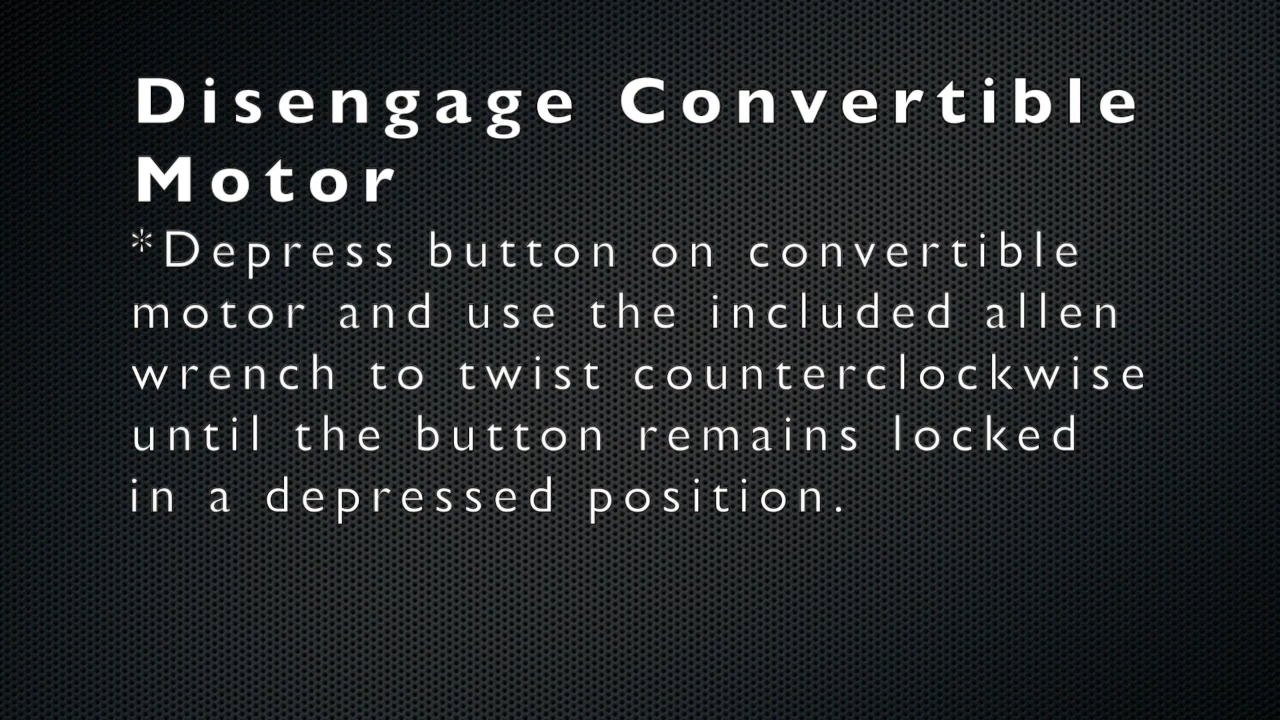 Disengage Convertible
Motor
*Depress button on convertible
motor and use the included allen
wrench to twist counterclockwise
until the button remains locked
in a depressed position.